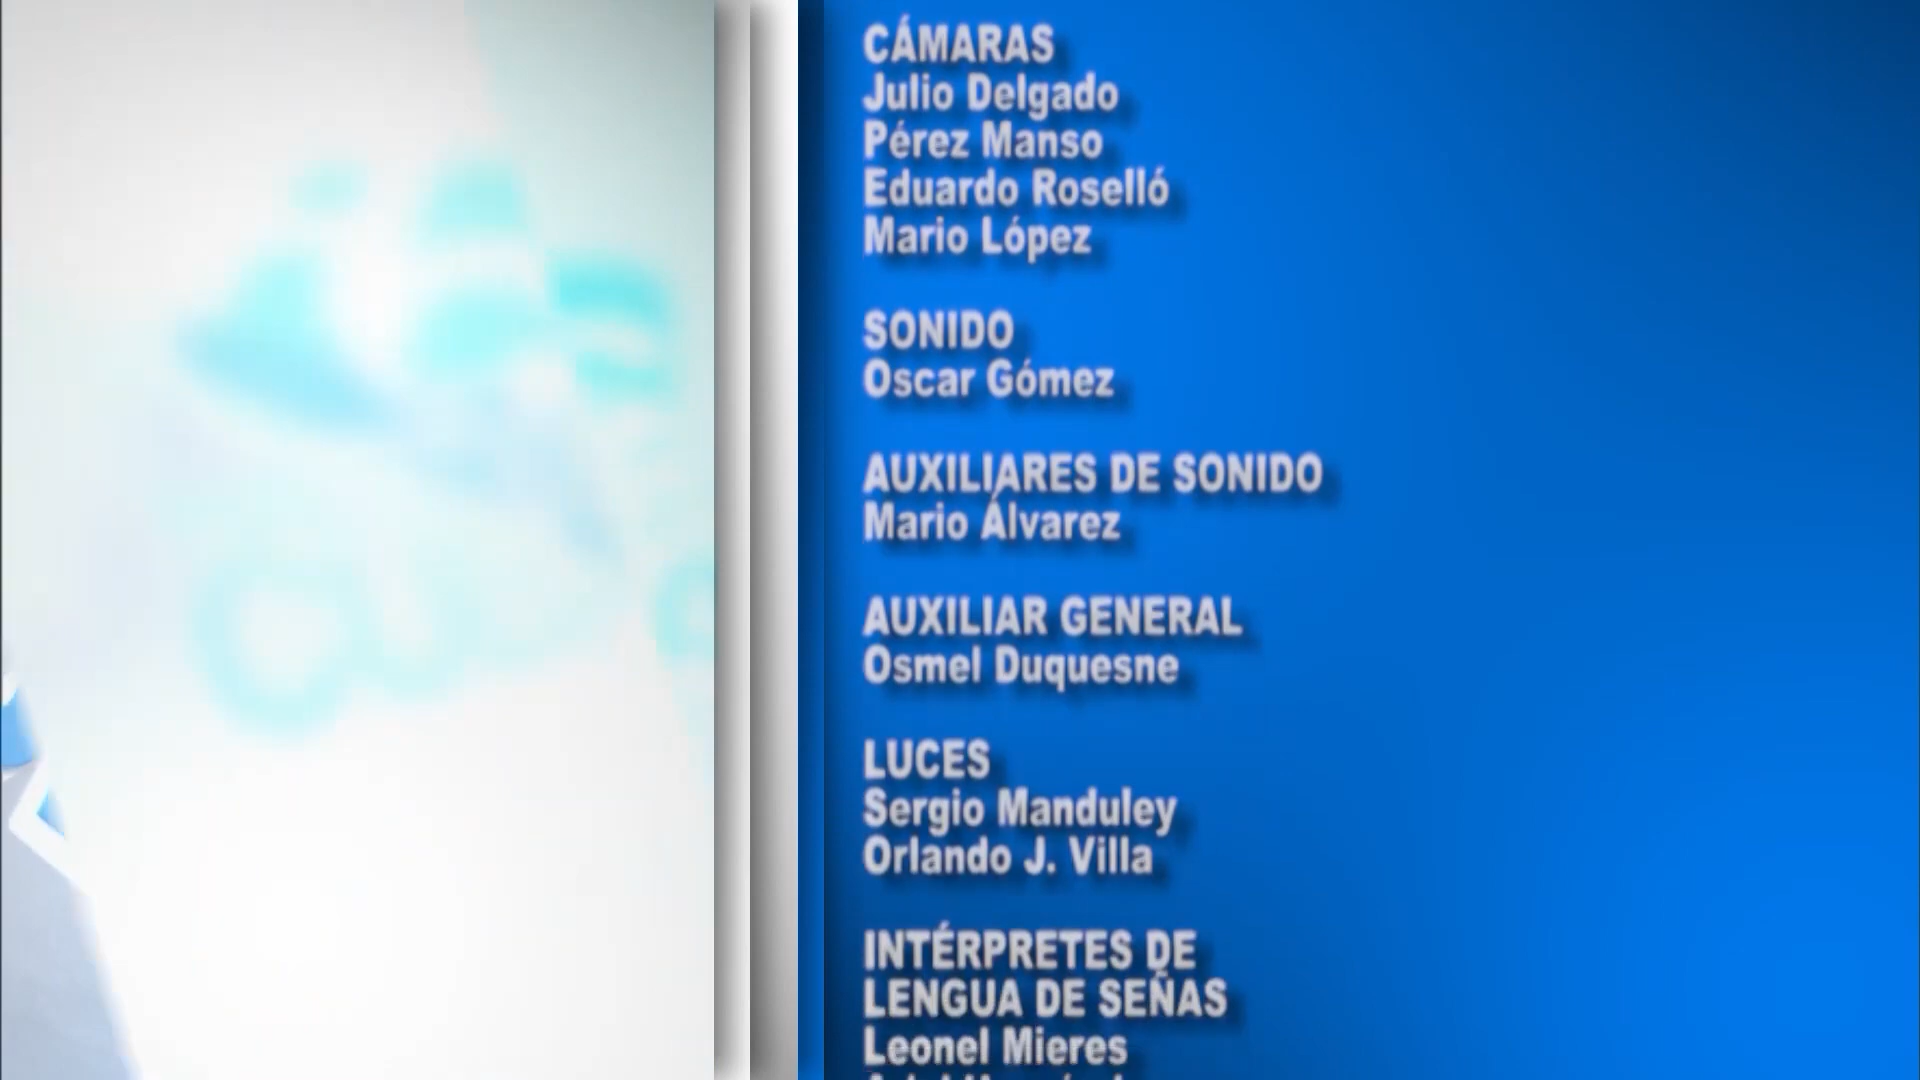 CÁMARAS
Julio Delgado
Pérez Manso
Eduardo Roselló
Mario López
SONIDO
Oscar Gómez
AUXILIARES DE SONIDO
Mario Álvarez
AUXILIAR GENERAL
Osmel Duquesne
LUCES
Sergio Manduley
Orlando J. Villa
INTÉRPRETES DE
LENGUA DE SEÑAS
Leonel Mieres